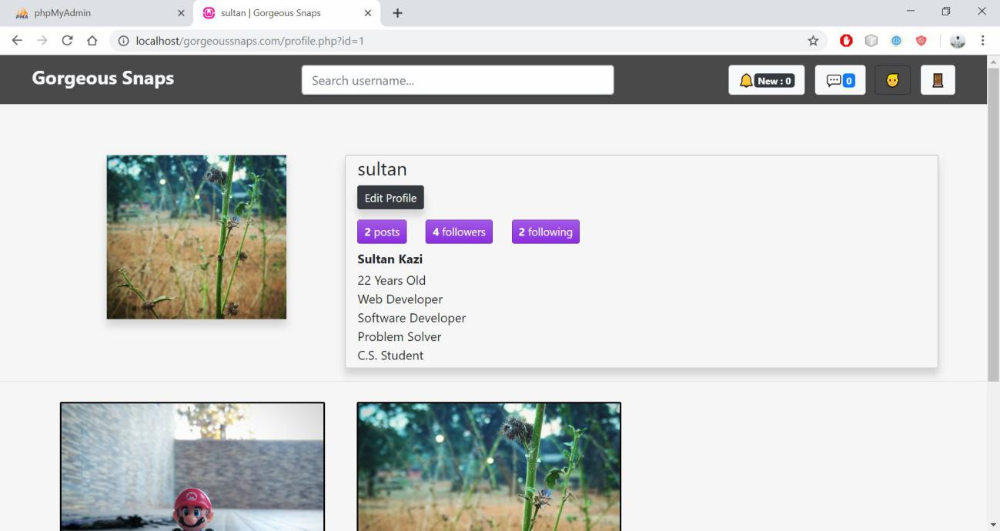 phpMyAdmin
sultan | Gorgeous Snaps
localhost/gorgeoussnaps.com/profile.php?id=1
Gorgeous Snaps
Search username...
New : 0
0
sultan
Edit Profile
2 posts 4 followers 2 following
Sultan Kazi
22 Years Old
Web Developer
Software Developer
Problem Solver
C.S. Student